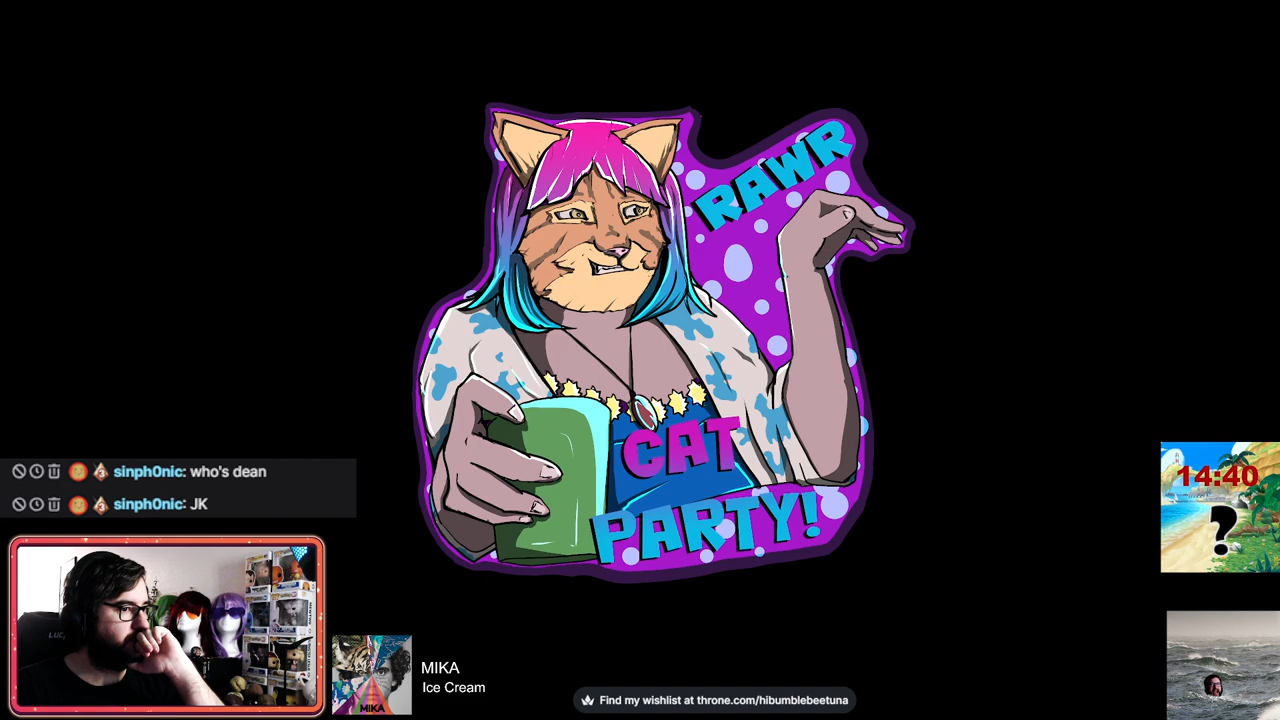 RAWR
CAT
PARTY!
sinph0nic: who's dean
sinph0nic: JK
14:40
?
MIKA
Ice Cream
MIKA
Find my wishlist at throne.com/hibumblebeetuna